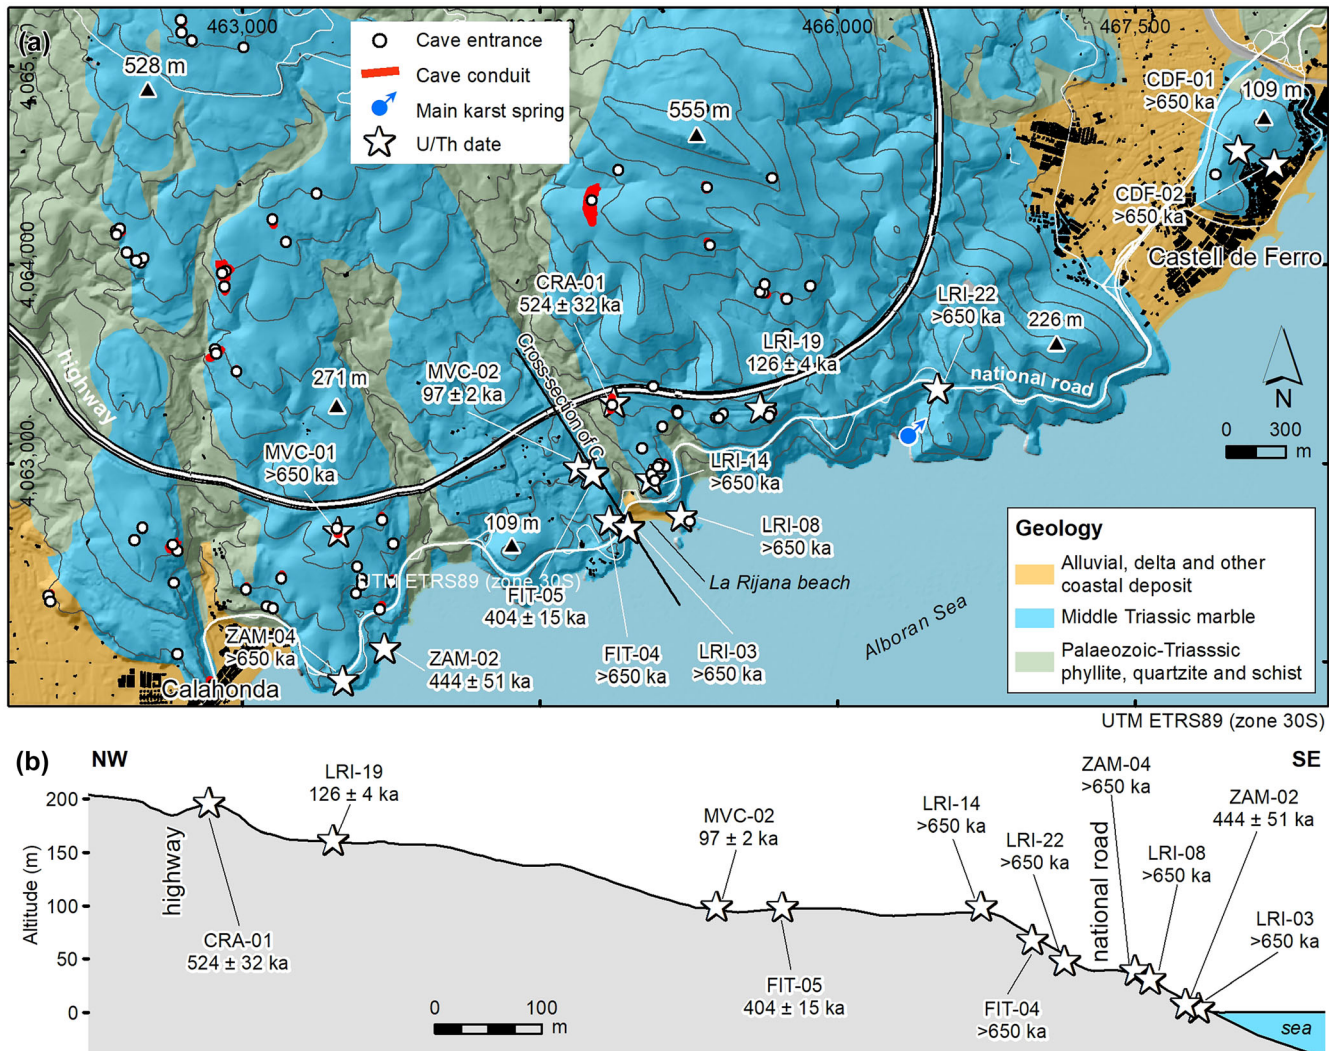 (a)
463,000
466,000
467,500
4,065,
4,064,000
4,063,000
Cave entrance
Cave conduit
Main karst spring
U/Th date
528 m
555 m
CDF-01
>650 ka
109 m
CDF-02
>650 ka
Castell de Ferro
CRA-01
524 ± 32 ka
LRI-22
>650 ka
226 m
LRI-19
126 ± 4 ka
national road
highway
271 m
MVC-02
97 ± 2 ka
Cross-section of C.
N
0 300
m
MVC-01
>650 ka
LRI-14
>650 ka
109 m
LRI-08
>650 ka
UTM ETRS89 (zone 30S)
La Rijana beach
FIT-05
404 ± 15 ka
Alboran Sea
ZAM-04
>650 ka
ZAM-02
444 ± 51 ka
FIT-04
>650 ka
LRI-03
>650 ka
Calahonda
Geology
Alluvial, delta and other
coastal deposit
Middle Triassic marble
Palaeozoic-Triasssic
phyllite, quartzite and schist
UTM ETRS89 (zone 30S)
(b)
NW
SE
Altitude (m)
200
150
100
50
0
highway
CRA-01
524 ± 32 ka
LRI-19
126 ± 4 ka
MVC-02
97 ± 2 ka
FIT-05
404 ± 15 ka
LRI-14
>650 ka
LRI-22
>650 ka
FIT-04
>650 ka
national road
ZAM-04
>650 ka
LRI-08
>650 ka
ZAM-02
444 ± 51 ka
LRI-03
>650 ka
0 100
m
sea